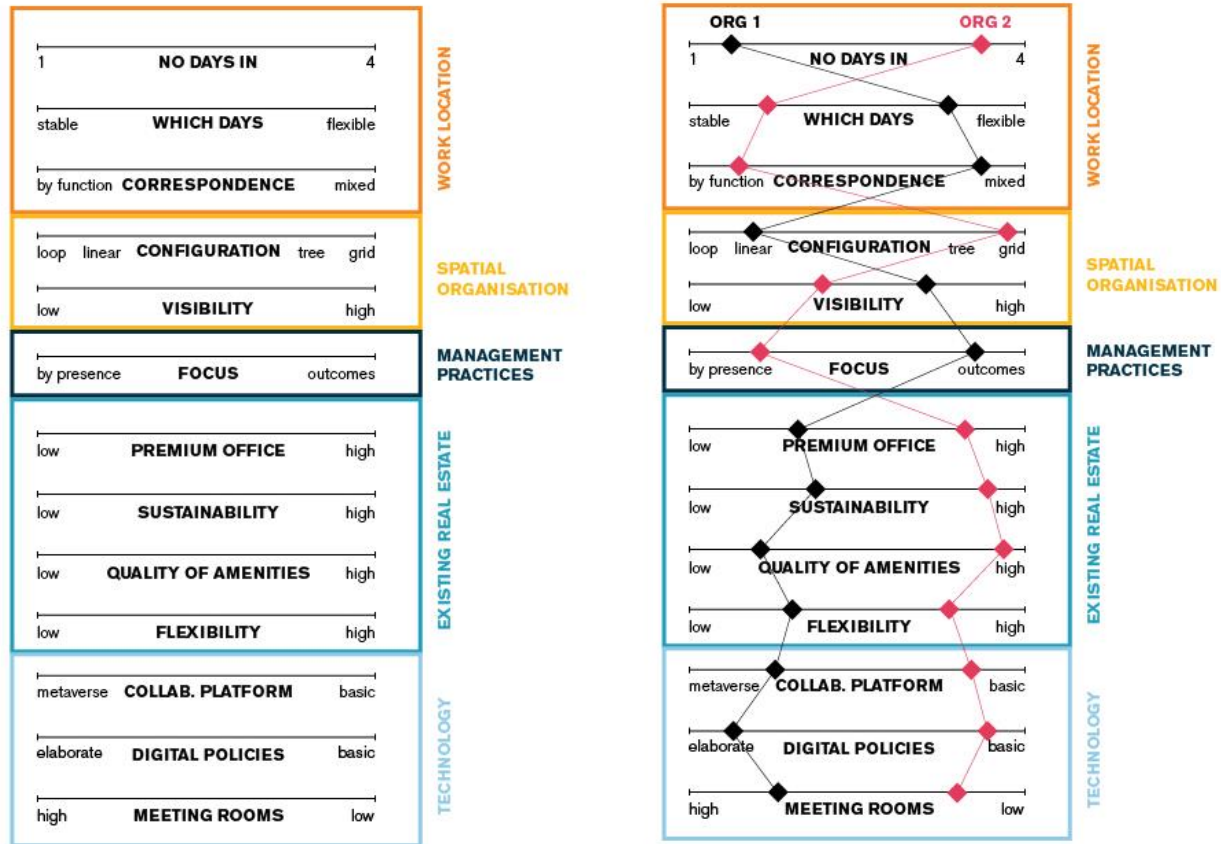 1 NO DAYS IN 4
stable WHICH DAYS flexible
by function CORRESPONDENCE mixed
WORK LOCATION
loop linear CONFIGURATION tree grid
low VISIBILITY high
SPATIAL
ORGANISATION
by presence FOCUS outcomes
MANAGEMENT
PRACTICES
low PREMIUM OFFICE high
low SUSTAINABILITY high
low QUALITY OF AMENITIES high
low FLEXIBILITY high
EXISTING REAL ESTATE
metaverse COLLAB. PLATFORM basic
elaborate DIGITAL POLICIES basic
high MEETING ROOMS low
TECHNOLOGY
ORG 1 ORG 2
1 NO DAYS IN 4
stable WHICH DAYS flexible
by function CORRESPONDENCE mixed
WORK LOCATION
loop linear CONFIGURATION tree grid
low VISIBILITY high
SPATIAL
ORGANISATION
by presence FOCUS outcomes
MANAGEMENT
PRACTICES
low PREMIUM OFFICE high
low SUSTAINABILITY high
low QUALITY OF AMENITIES high
low FLEXIBILITY high
EXISTING REAL ESTATE
metaverse COLLAB. PLATFORM basic
elaborate DIGITAL POLICIES basic
high MEETING ROOMS low
TECHNOLOGY